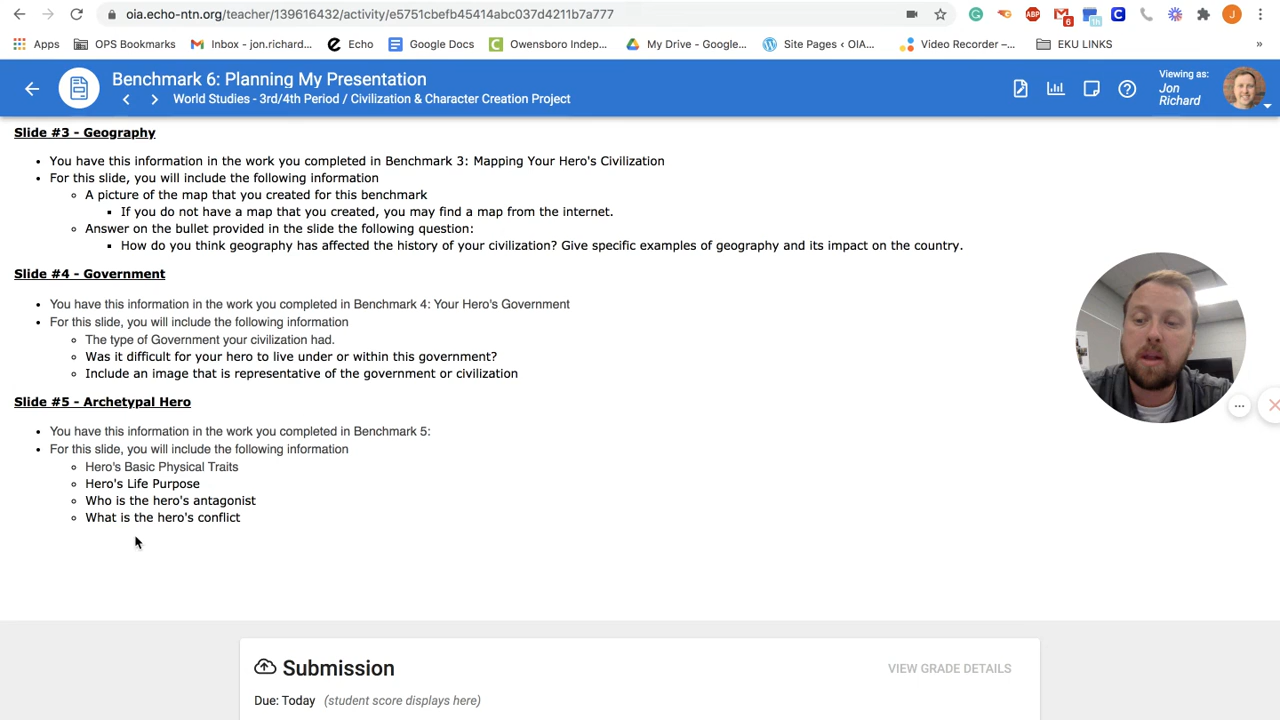 oia.echo-ntn.org/teacher/139616432/activity/e5751cbefb45414abc037d4211b7a777
ABP
6
1h
C
J
Apps
OPS Bookmarks
Inbox - jon.richard...
Echo
Google Docs
Owensboro Indep...
My Drive - Google...
Site Pages ‹ OIA...
Video Recorder –...
EKU LINKS
»
Benchmark 6: Planning My Presentation
World Studies - 3rd/4th Period / Civilization & Character Creation Project
Viewing as:
Jon
Richard
Slide #3 - Geography
• You have this information in the work you completed in Benchmark 3: Mapping Your Hero's Civilization
• For this slide, you will include the following information
◦ A picture of the map that you created for this benchmark
▪ If you do not have a map that you created, you may find a map from the internet.
◦ Answer on the bullet provided in the slide the following question:
▪ How do you think geography has affected the history of your civilization? Give specific examples of geography and its impact on the country.
Slide #4 - Government
• You have this information in the work you completed in Benchmark 4: Your Hero's Government
• For this slide, you will include the following information
◦ The type of Government your civilization had.
◦ Was it difficult for your hero to live under or within this government?
◦ Include an image that is representative of the government or civilization
Slide #5 - Archetypal Hero
• You have this information in the work you completed in Benchmark 5:
• For this slide, you will include the following information
◦ Hero's Basic Physical Traits
◦ Hero's Life Purpose
◦ Who is the hero's antagonist
◦ What is the hero's conflict
Submission
VIEW GRADE DETAILS
Due: Today (student score displays here)